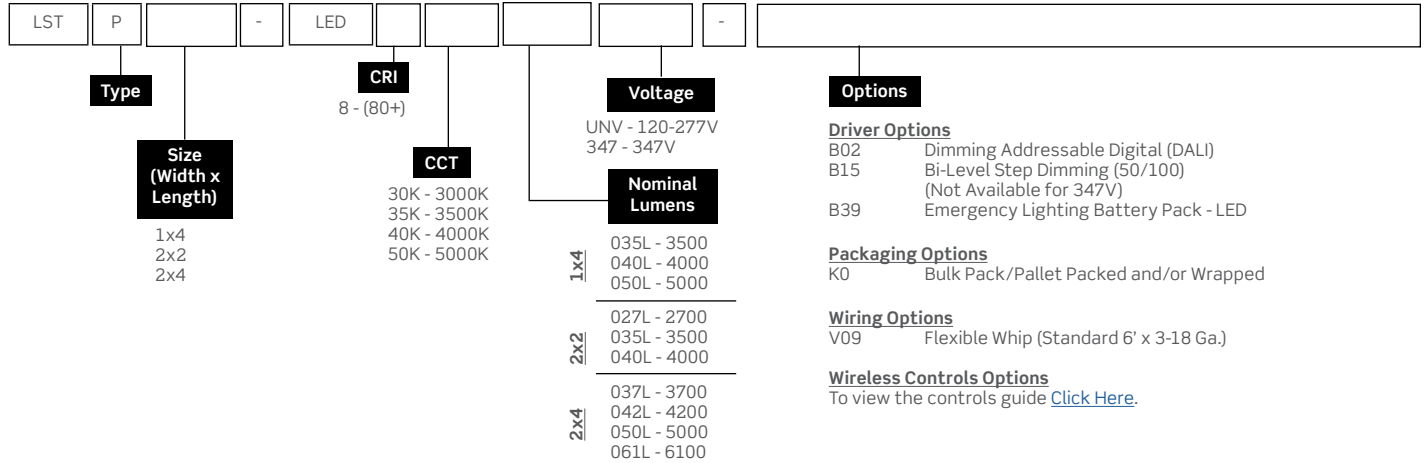 LST P - LED -
Type
Size
(Width x
Length)
1x4
2x2
2x4
CRI
8 - (80+)
CCT
30K - 3000K
35K - 3500K
40K - 4000K
50K - 5000K
Voltage
UNV - 120-277V
347 - 347V
Nominal
Lumens
1x4
035L - 3500
040L - 4000
050L - 5000
2x2
027L - 2700
035L - 3500
040L - 4000
2x4
037L - 3700
042L - 4200
050L - 5000
061L - 6100
Options
Driver Options
B02 Dimming Addressable Digital (DALI)
B15 Bi-Level Step Dimming (50/100)
(Not Available for 347V)
B39 Emergency Lighting Battery Pack - LED
Packaging Options
K0 Bulk Pack/Pallet Packed and/or Wrapped
Wiring Options
V09 Flexible Whip (Standard 6’ x 3-18 Ga.)
Wireless Controls Options
To view the controls guide Click Here.